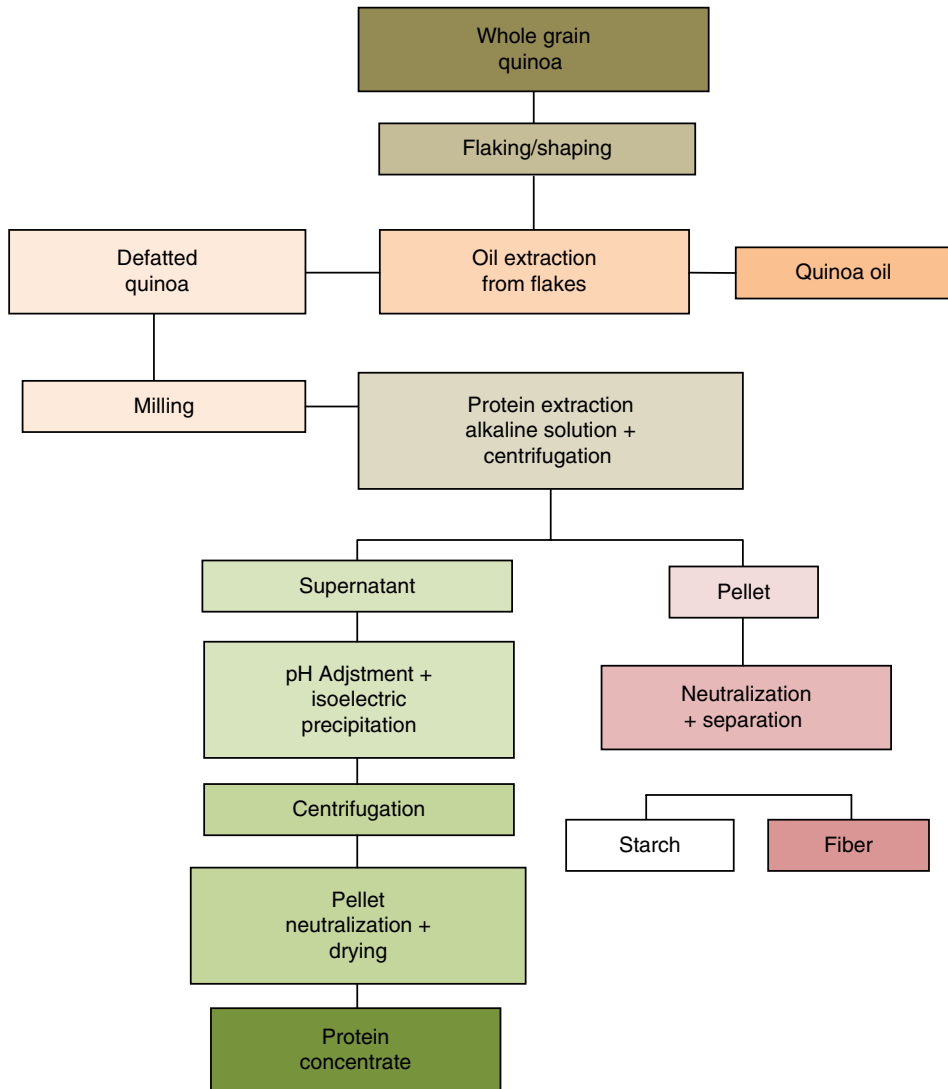 Whole grain
quinoa
Flaking/shaping
Defatted
quinoa
Oil extraction
from flakes
Quinoa oil
Milling
Protein extraction
alkaline solution +
centrifugation
Supernatant
Pellet
pH Adjstment +
isoelectric
precipitation
Neutralization
+ separation
Centrifugation
Starch
Fiber
Pellet
neutralization +
drying
Protein
concentrate